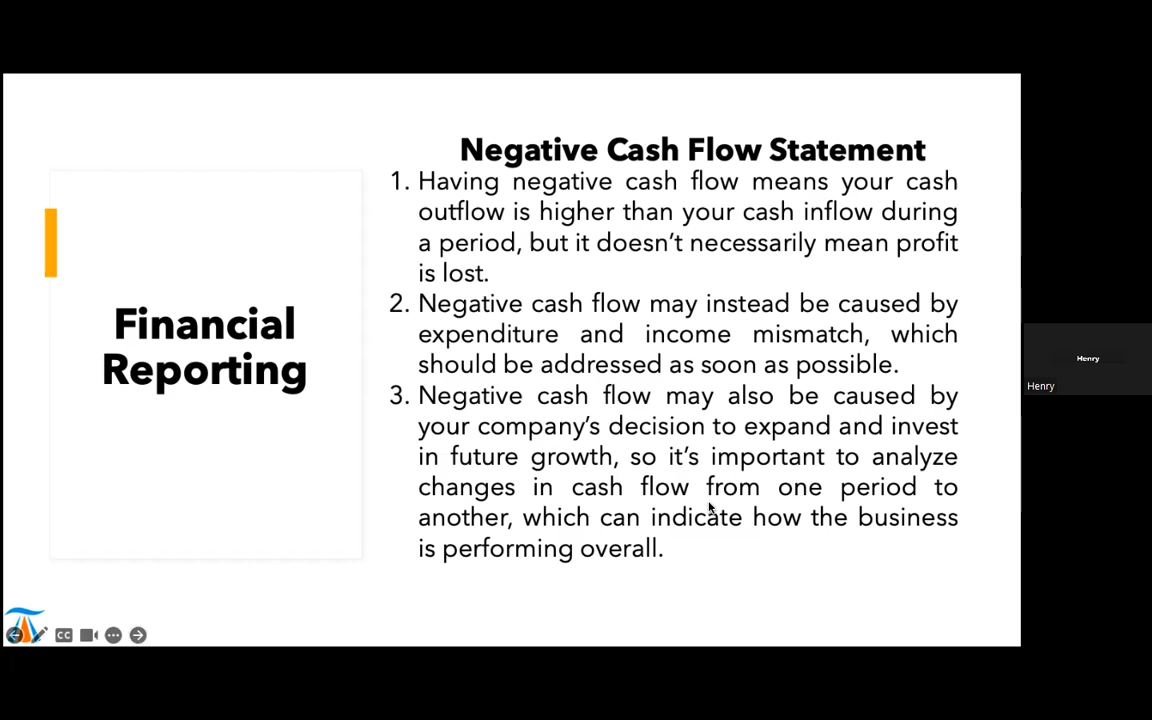 Financial
Reporting
Negative Cash Flow Statement
1. Having negative cash flow means your cash
outflow is higher than your cash inflow during
a period, but it doesn’t necessarily mean profit
is lost.
2. Negative cash flow may instead be caused by
expenditure and income mismatch, which
should be addressed as soon as possible.
3. Negative cash flow may also be caused by
your company’s decision to expand and invest
in future growth, so it’s important to analyze
changes in cash flow from one period to
another, which can indicate how the business
is performing overall.
Henry
Henry
CC